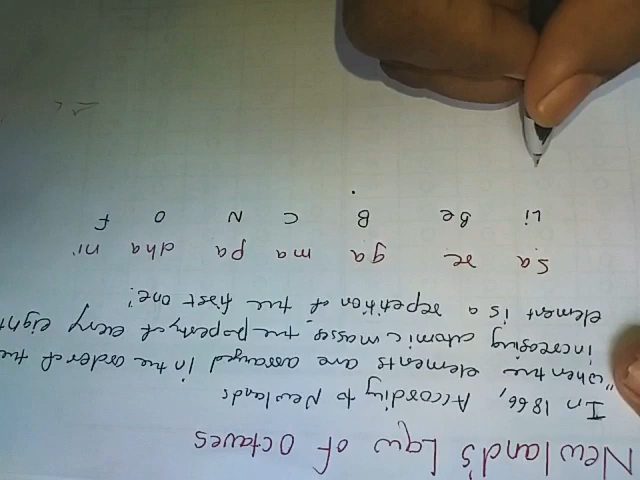 Newland's Law of Octaves
In 1866, According to Newlands
"when the elements are arranged in the order of the
increasing atomic masses, the property of every eight
element is a repetition of the first one".
sa re ga ma pa dha ni
Li Be B C N O F